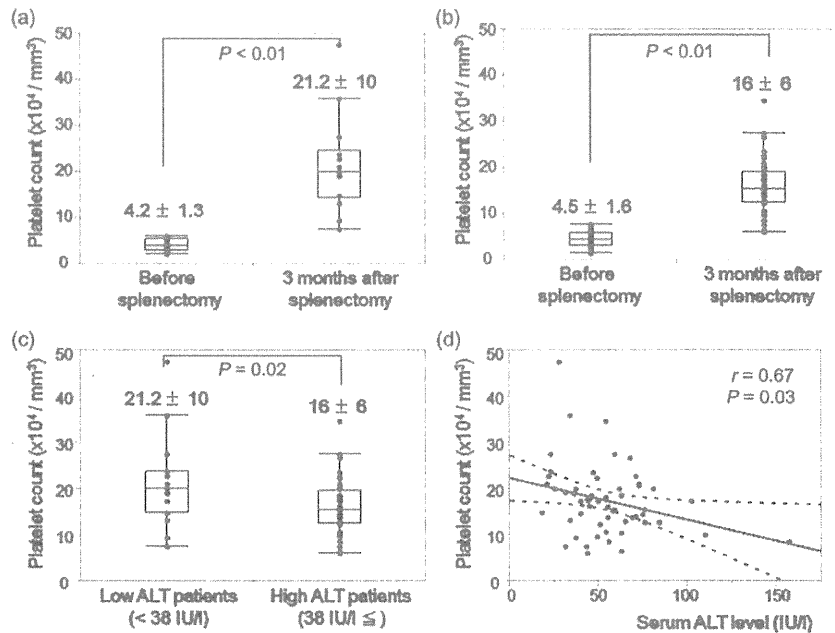 (a)
Platelet count (x10⁴ / mm³)
50
40
30
20
10
0
P < 0.01
4.2 ± 1.3
21.2 ± 10
Before splenectomy
3 months after splenectomy
(b)
Platelet count (x10⁴ / mm³)
50
40
30
20
10
0
P < 0.01
4.5 ± 1.6
16 ± 6
Before splenectomy
3 months after splenectomy
(c)
Platelet count (x10⁴ / mm³)
50
40
30
20
10
0
P = 0.02
21.2 ± 10
16 ± 6
Low ALT patients
(< 38 IU/l)
High ALT patients
(38 IU/l ≦ )
(d)
Platelet count (x10⁴ / mm³)
50
40
30
20
10
0
r = 0.67
P = 0.03
0
50
100
150
Serum ALT level (IU/l)